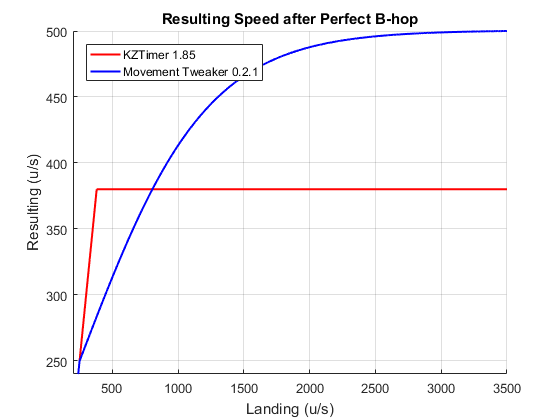 Resulting Speed after Perfect B-hop
KZTimer 1.85
Movement Tweaker 0.2.1
Resulting (u/s)
500
450
400
350
300
250
500 1000 1500 2000 2500 3000 3500
Landing (u/s)